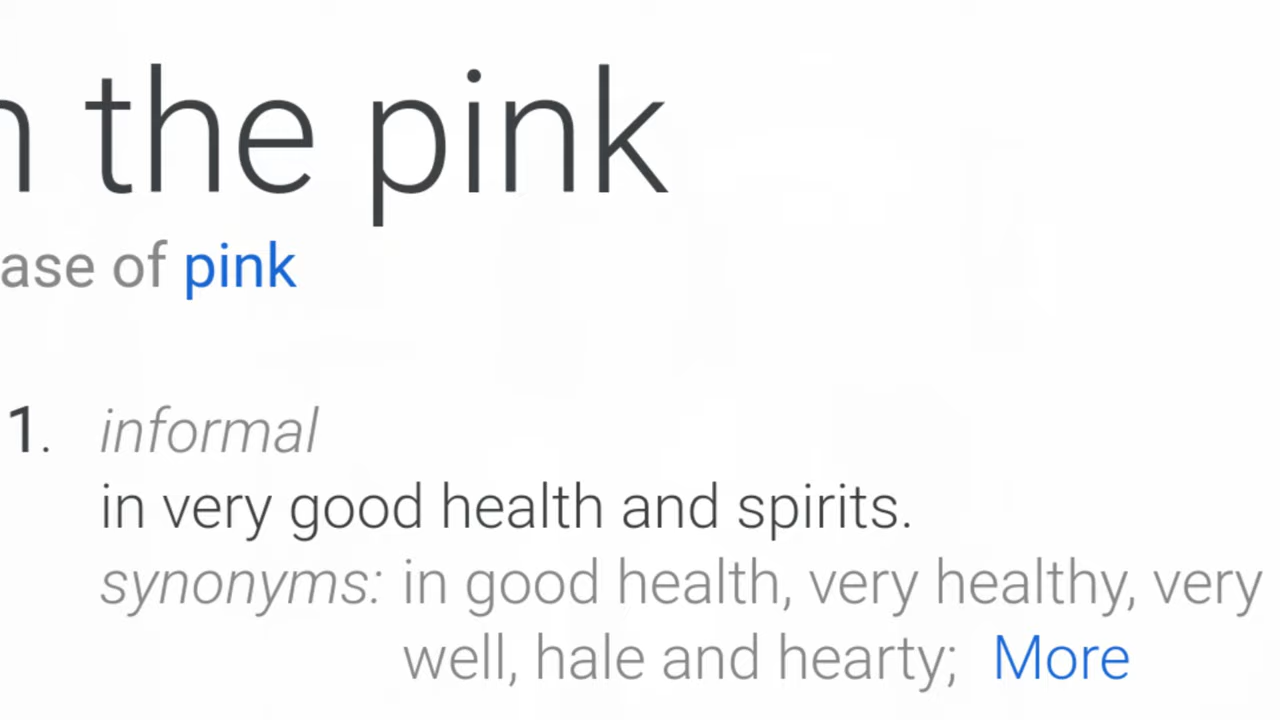 n the pink
ase of pink
1. informal
in very good health and spirits.
synonyms: in good health, very healthy, very
well, hale and hearty; More